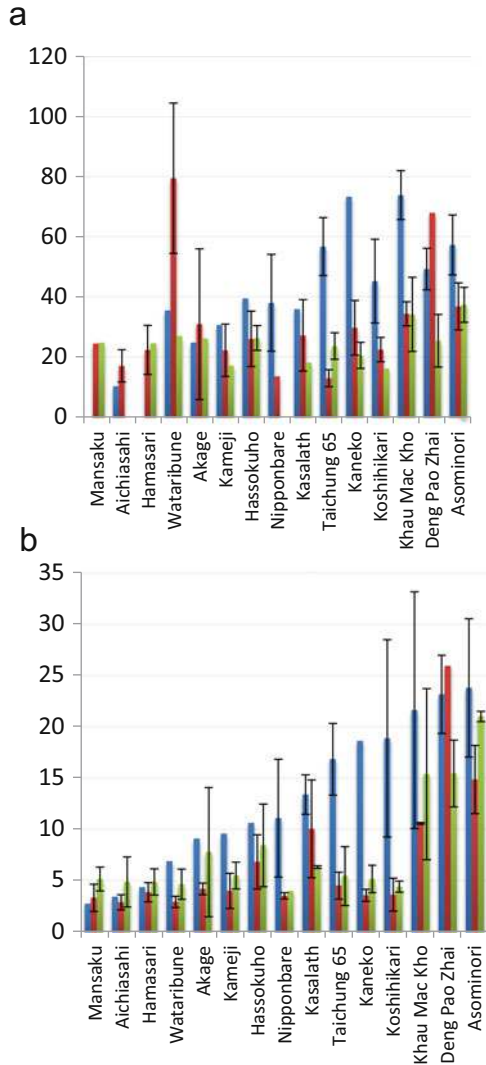 a
120
100
80
60
40
20
0
Mansaku
Aichiasahi
Hamasari
Wataribune
Akage
Kameji
Hassokuho
Nipponbare
Kasalath
Taichung 65
Kaneko
Koshihikari
Khau Mac Kho
Deng Pao Zhai
Asominori
b
35
30
25
20
15
10
5
0
Mansaku
Aichiasahi
Hamasari
Wataribune
Akage
Kameji
Hassokuho
Nipponbare
Kasalath
Taichung 65
Kaneko
Koshihikari
Khau Mac Kho
Deng Pao Zhai
Asominori